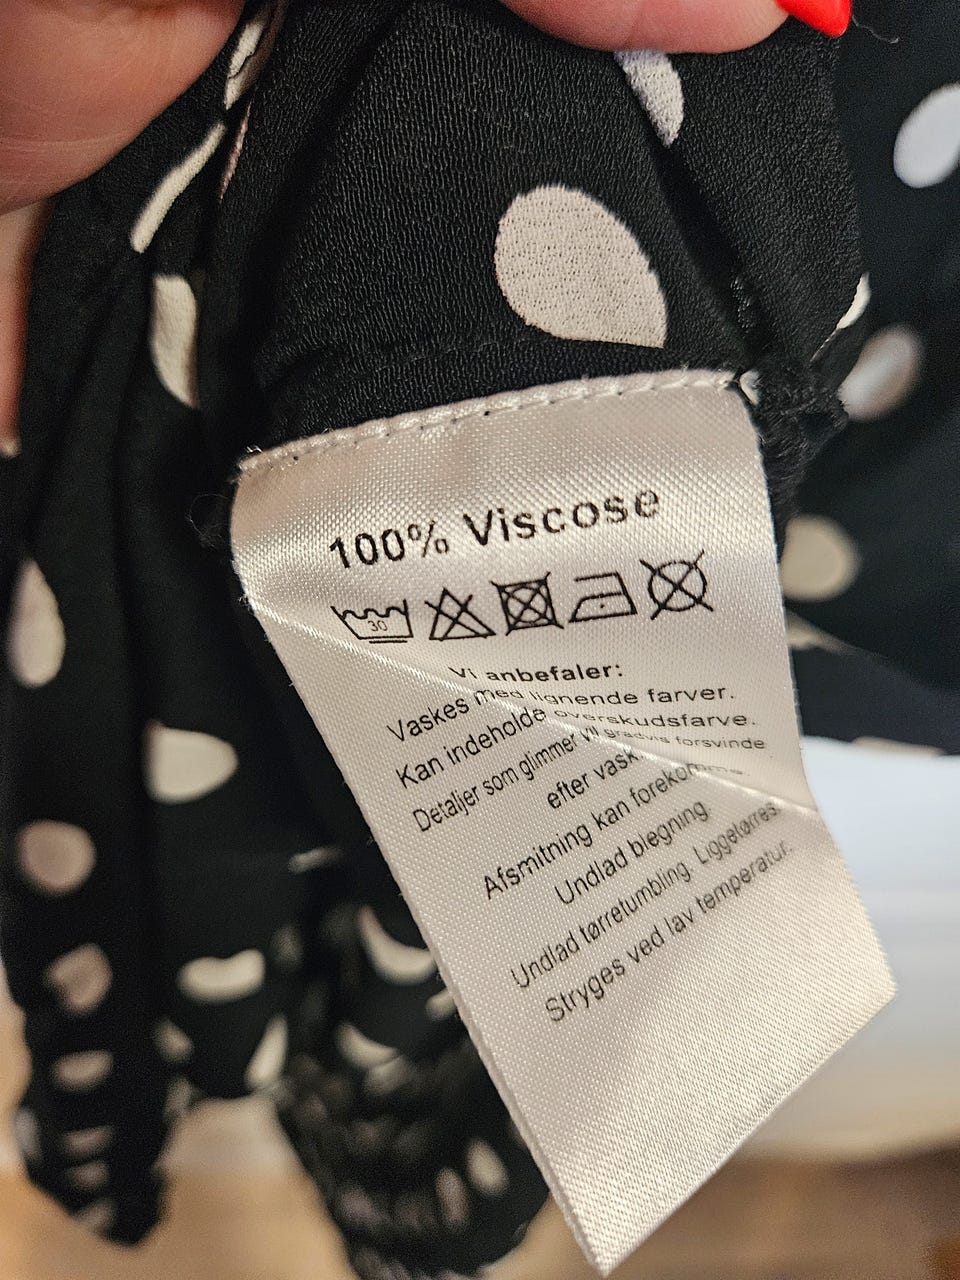 100% Viscose
30
Vi anbefaler:
Vaskes med lignende farver.
Kan indeholde overskudsfarve.
Detaljer som glimmer vil gradvis forsvinde
efter vask.
Afsmitning kan forekomme.
Undlad blegning.
Undlad tørretumbling. Liggetørres.
Stryges ved lav temperatur.